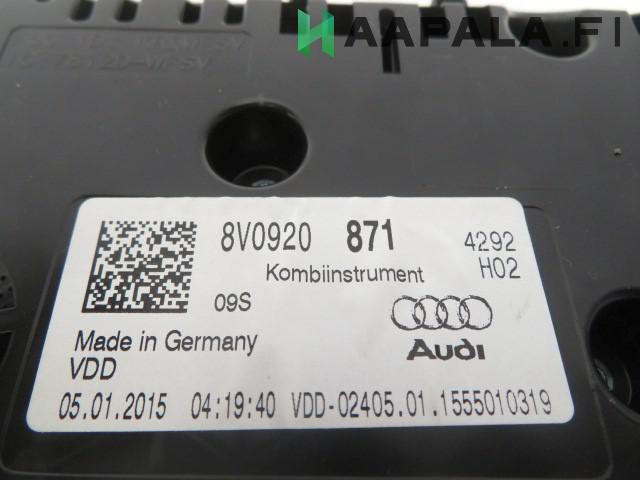 HAAPALA.FI
8V0920 871 4292
Kombiinstrument H02
09S
Made in Germany Audi
VDD
05.01.2015 04:19:40 VDD-02405.01.1555010319